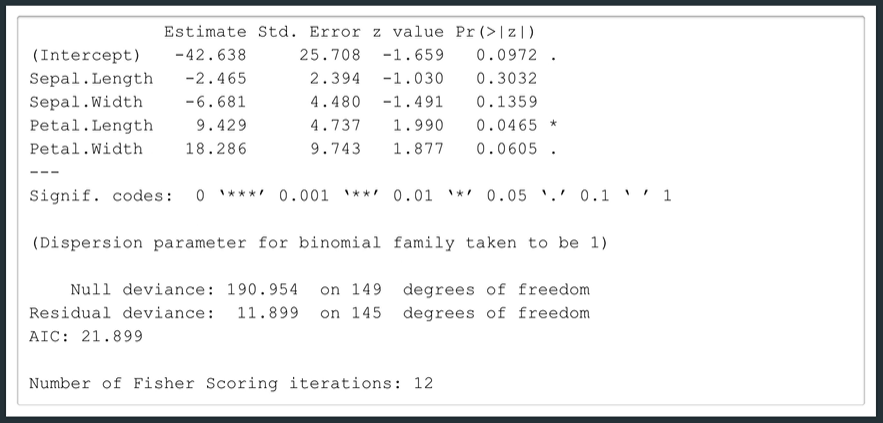 Estimate Std. Error z value Pr(>|z|)
(Intercept) -42.638 25.708 -1.659 0.0972 .
Sepal.Length -2.465 2.394 -1.030 0.3032
Sepal.Width -6.681 4.480 -1.491 0.1359
Petal.Length 9.429 4.737 1.990 0.0465 *
Petal.Width 18.286 9.743 1.877 0.0605 .
---
Signif. codes: 0 ‘***’ 0.001 ‘**’ 0.01 ‘*’ 0.05 ‘.’ 0.1 ‘ ’ 1
(Dispersion parameter for binomial family taken to be 1)
Null deviance: 190.954 on 149 degrees of freedom
Residual deviance: 11.899 on 145 degrees of freedom
AIC: 21.899
Number of Fisher Scoring iterations: 12